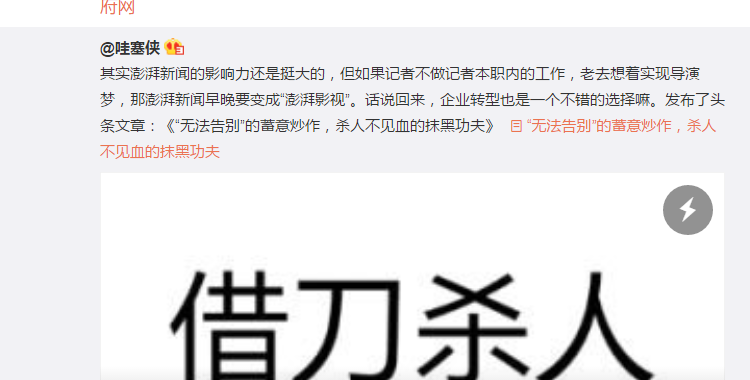 府网
@哇塞侠
其实澎湃新闻的影响力还是挺大的，但如果记者不做记者本职内的工作，老去想着实现导演
梦，那澎湃新闻早晚要变成“澎湃影视”。话说回来，企业转型也是一个不错的选择嘛。发布了头
条文章：《“无法告别”的蓄意炒作，杀人不见血的抹黑功夫》 “无法告别”的蓄意炒作，杀人
不见血的抹黑功夫
借刀杀人